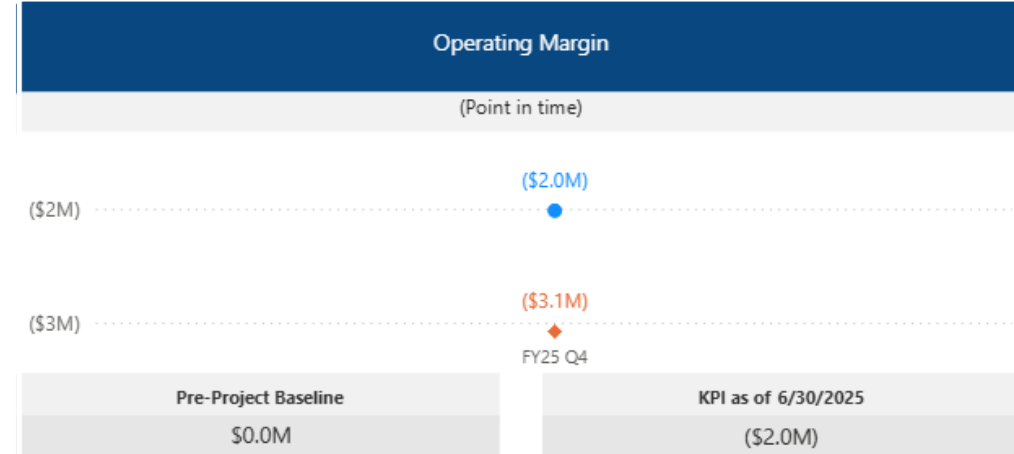 Operating Margin
(Point in time)
($2.0M)
($2M)
($3.1M)
($3M)
FY25 Q4
Pre-Project Baseline
KPI as of 6/30/2025
$0.0M
($2.0M)